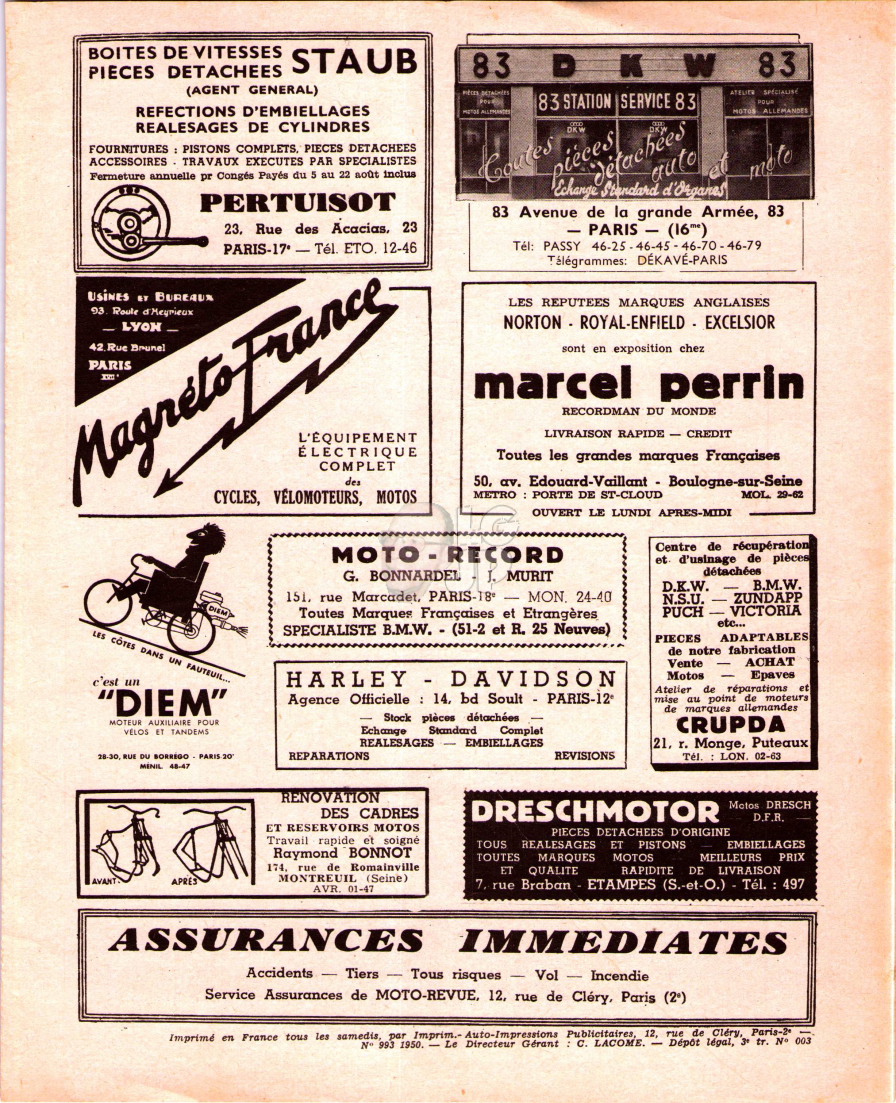 BOITES DE VITESSES
PIECES DETACHEES STAUB
(AGENT GENERAL)
REFECTIONS D'EMBIELLAGES
REALESAGES DE CYLINDRES
FOURNITURES : PISTONS COMPLETS, PIECES DETACHEES
ACCESSOIRES - TRAVAUX EXECUTES PAR SPECIALISTES
Fermeture annuelle pr Congés Payés du 5 au 22 août inclus
PERTUISOT
23, Rue des Acacias, 23
PARIS-17e — Tél. ETO. 12-46
83 DKW 83
PIÈCES DETACHÉES
POUR
MOTOS ALLEMANDES
83 STATION SERVICE 83
ATELIER SPÉCIALISÉ
POUR
MOTOS ALLEMANDES
DKW DKW
Toutes pièces détachées auto et moto
Echange Standard d'Organes
83 Avenue de la grande Armée, 83
— PARIS — (16me)
Tél: PASSY 46-25 - 46-45 - 46-70 - 46-79
Télégrammes: DÉKAVÉ-PARIS
USINES ET BUREAUX
93. Route d'Heyrieux
— LYON —
42. Rue Brunel
PARIS
XVIIe
Magnéto France
L'ÉQUIPEMENT
ÉLECTRIQUE
COMPLET
des
CYCLES, VÉLOMOTEURS, MOTOS
LES REPUTEES MARQUES ANGLAISES
NORTON - ROYAL-ENFIELD - EXCELSIOR
sont en exposition chez
marcel perrin
RECORDMAN DU MONDE
LIVRAISON RAPIDE — CREDIT
Toutes les grandes marques Françaises
50, av. Edouard-Vaillant - Boulogne-sur-Seine
METRO : PORTE DE ST-CLOUD MOL. 29-62
OUVERT LE LUNDI APRES-MIDI
DIEM
LES CÔTES DANS UN FAUTEUIL...
c'est un
"DIEM"
MOTEUR AUXILIAIRE POUR
VÉLOS ET TANDEMS
28-30, RUE DU BORRÉGO - PARIS-20e
MENIL. 48-47
MOTO - RECORD
G. BONNARDEL - J. MURIT
151, rue Marcadet, PARIS-18e — MON. 24-40
Toutes Marques Françaises et Etrangères
SPECIALISTE B.M.W. - (51-2 et R. 25 Neuves)
Centre de récupération
et d'usinage de pièces
détachées
D.K.W. — B.M.W.
N.S.U. — ZUNDAPP
PUCH — VICTORIA
etc...
PIECES ADAPTABLES
de notre fabrication
Vente — ACHAT
Motos — Epaves
Atelier de réparations et
mise au point de moteurs
de marques allemandes
CRUPDA
21, r. Monge, Puteaux
Tél. : LON. 02-63
HARLEY - DAVIDSON
Agence Officielle : 14, bd Soult - PARIS-12e
— Stock pièces détachées —
Echange Standard Complet
REALESAGES — EMBIELLAGES
REPARATIONS REVISIONS
AVANT. APRÈS
RENOVATION
DES CADRES
ET RESERVOIRS MOTOS
Travail rapide et soigné
Raymond BONNOT
174, rue de Romainville
MONTREUIL (Seine)
AVR. 01-47
DRESCHMOTOR Motos DRESCH
D.F.R. —
PIECES DETACHEES D'ORIGINE
TOUS REALESAGES ET PISTONS — EMBIELLAGES
TOUTES MARQUES MOTOS MEILLEURS PRIX
ET QUALITE RAPIDITE DE LIVRAISON
7, rue Braban - ETAMPES (S.-et-O.) - Tél. : 497
ASSURANCES IMMEDIATES
Accidents — Tiers — Tous risques — Vol — Incendie
Service Assurances de MOTO-REVUE, 12, rue de Cléry, Paris (2e)
Imprimé en France tous les samedis, par Imprim.- Auto-Impressions Publicitaires, 12, rue de Cléry, Paris-2e —.
No 993 1950. — Le Directeur Gérant : C. LACOME. — Dépôt légal, 3e tr. No 003